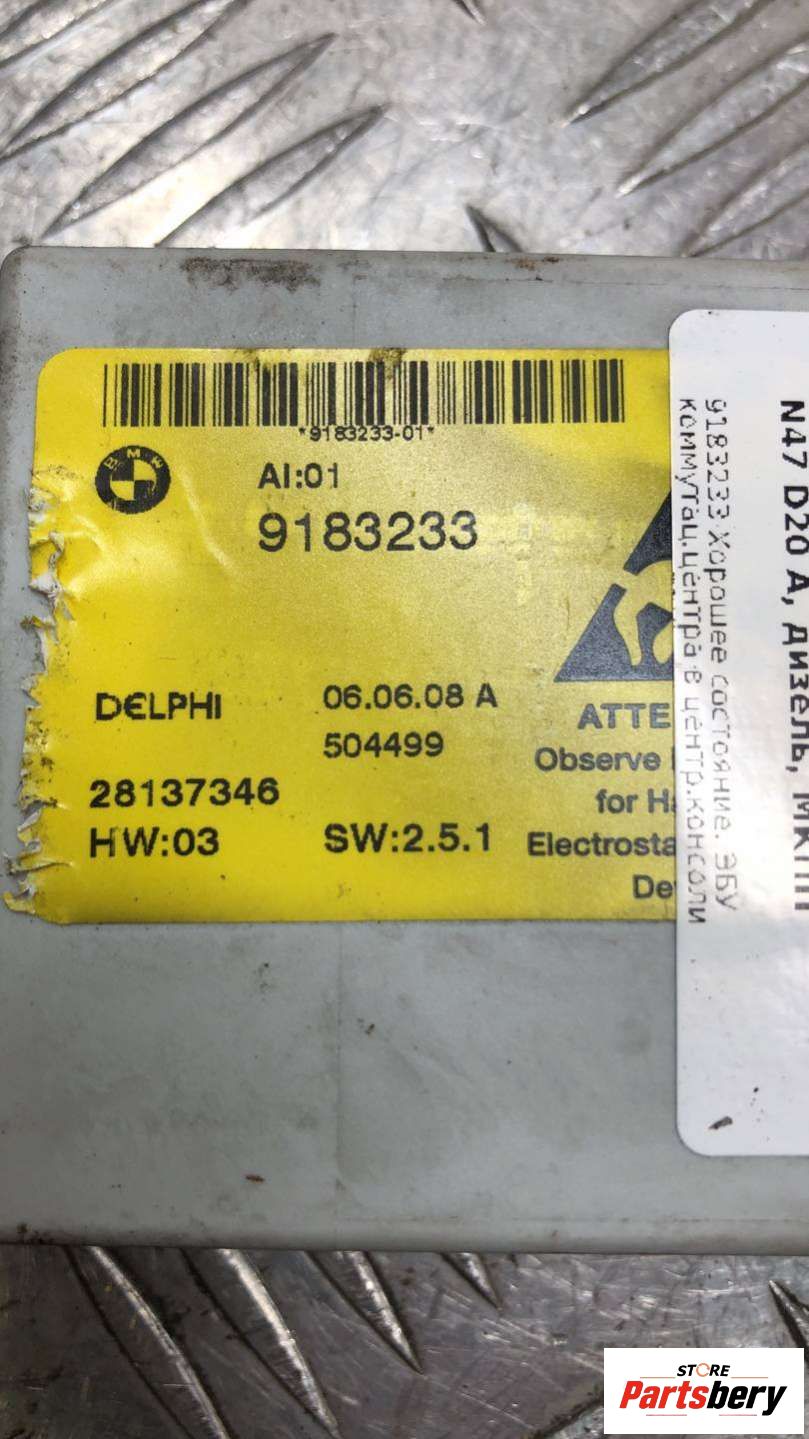 *9183233-01*
BMW
AI:01
9183233
DELPHI
06.06.08 A
504499
28137346
HW:03
SW:2.5.1
ATTE
Observe
for Ha
Electrosta
De
N47 D20 A, дизель, МКПП
9183233 Хорошее состояние. ЭБУ
коммутац.центра в центр.консоли
STORE
Partsbery